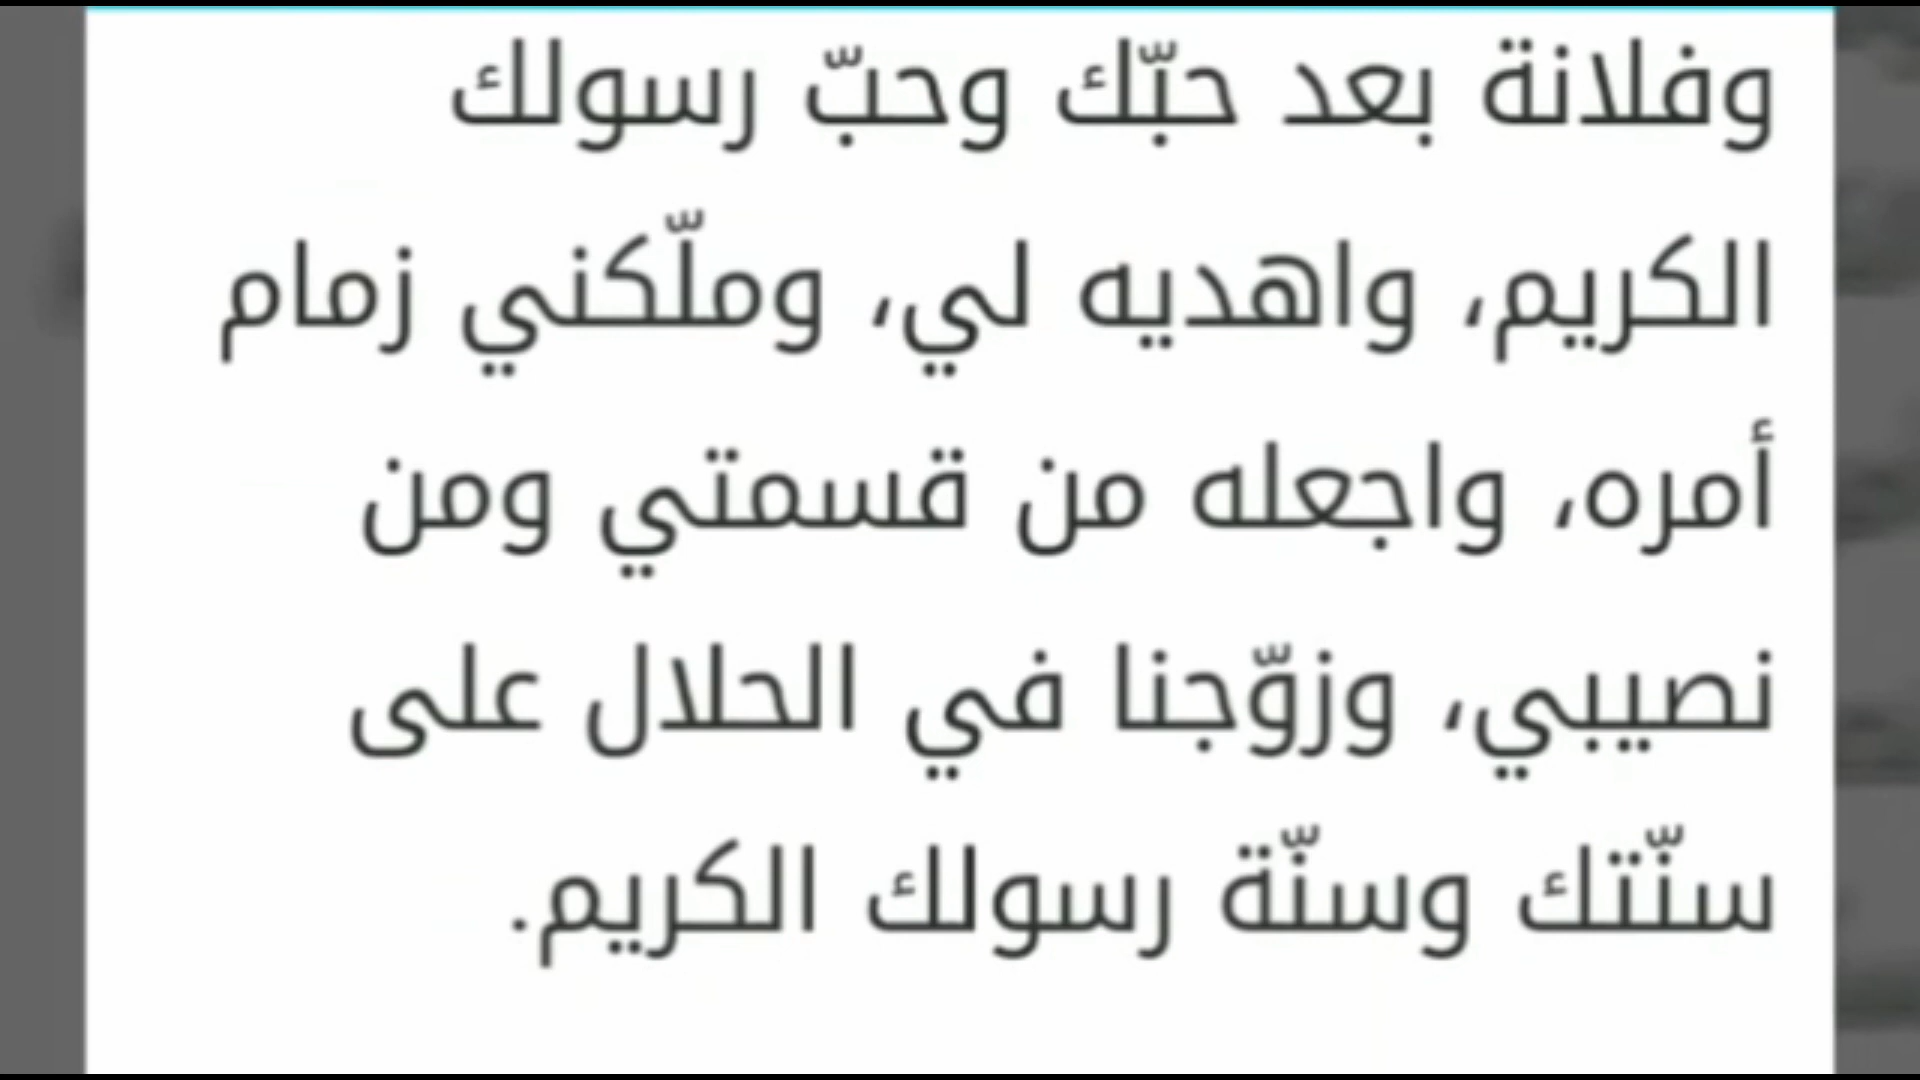 وفلانة بعد حبّك وحبّ رسولك
الكريم، واهديه لي، وملّكني زمام
أمره، واجعله من قسمتي ومن
نصيبي، وزوّجنا في الحلال على
سنّتك وسنّة رسولك الكريم.